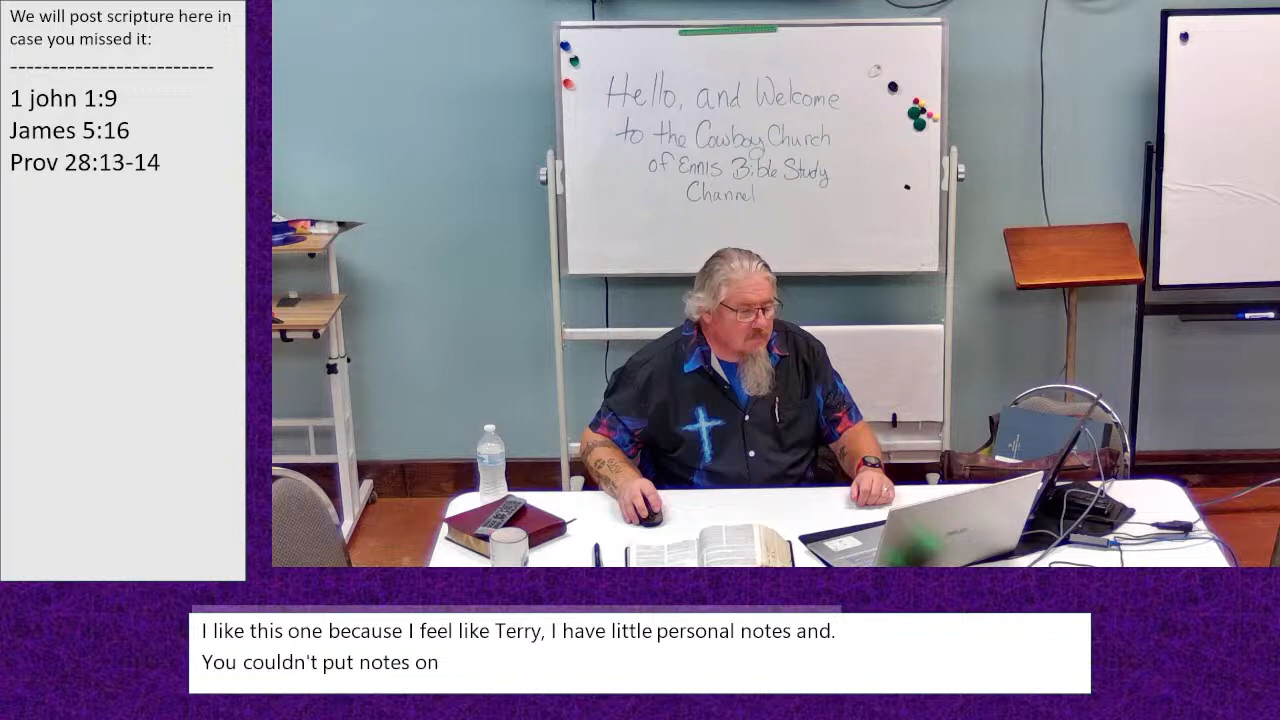 We will post scripture here in
case you missed it:
-------------------------
1 john 1:9
James 5:16
Prov 28:13-14
Hello, and Welcome
to the Cowboy Church
of Ennis Bible Study
Channel
I like this one because I feel like Terry, I have little personal notes and.
You couldn't put notes on